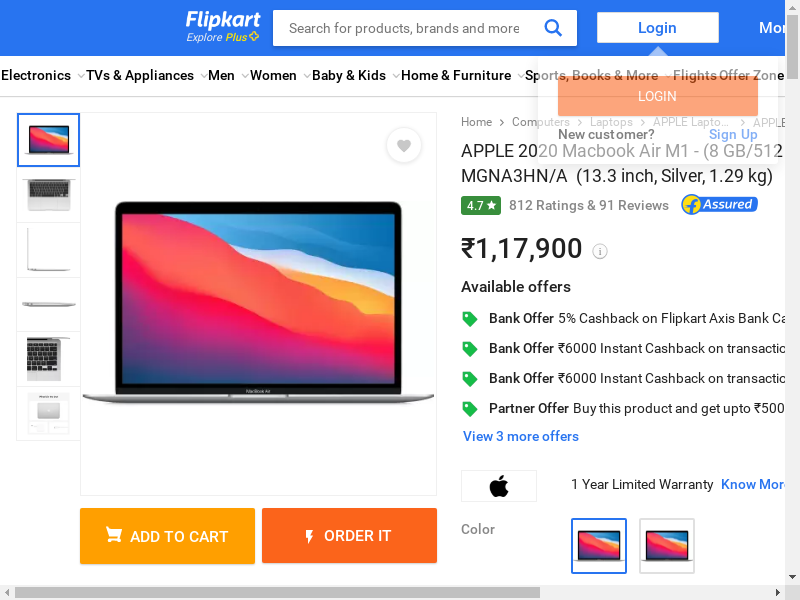 Flipkart
Explore Plus
Search for products, brands and more
Login
Mor
Electronics
TVs & Appliances
Men
Women
Baby & Kids
Home & Furniture
Sports, Books & More
Flights
Offer Zone
LOGIN
New customer?
Sign Up
Home > Computers > Laptops > APPLE Lapto... > APPLE
APPLE 2020 Macbook Air M1 - (8 GB/512
MGNA3HN/A (13.3 inch, Silver, 1.29 kg)
4.7 ★ 812 Ratings & 91 Reviews
Assured
₹1,17,900
Available offers
Bank Offer 5% Cashback on Flipkart Axis Bank Ca
Bank Offer ₹6000 Instant Cashback on transactio
Bank Offer ₹6000 Instant Cashback on transactio
Partner Offer Buy this product and get upto ₹500
View 3 more offers
1 Year Limited Warranty Know More
Color
MacBook Air
ADD TO CART
ORDER IT